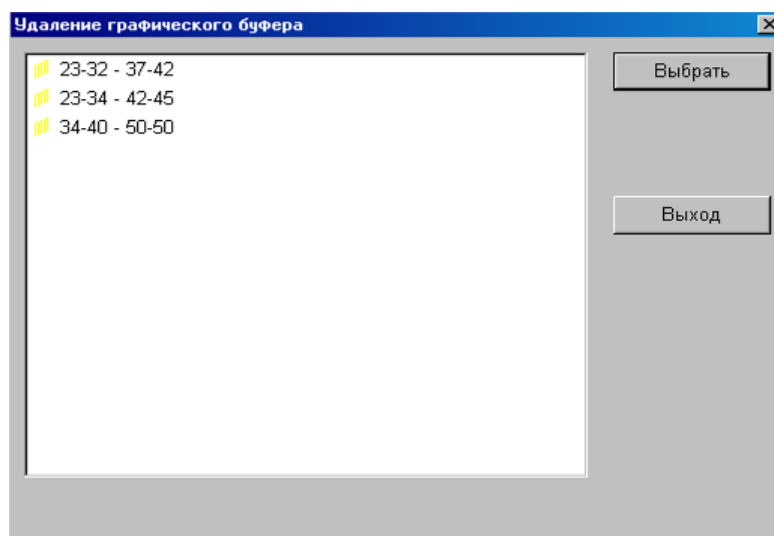 Удаление графического буфера
23-32 - 37-42
23-34 - 42-45
34-40 - 50-50
Выбрать
Выход